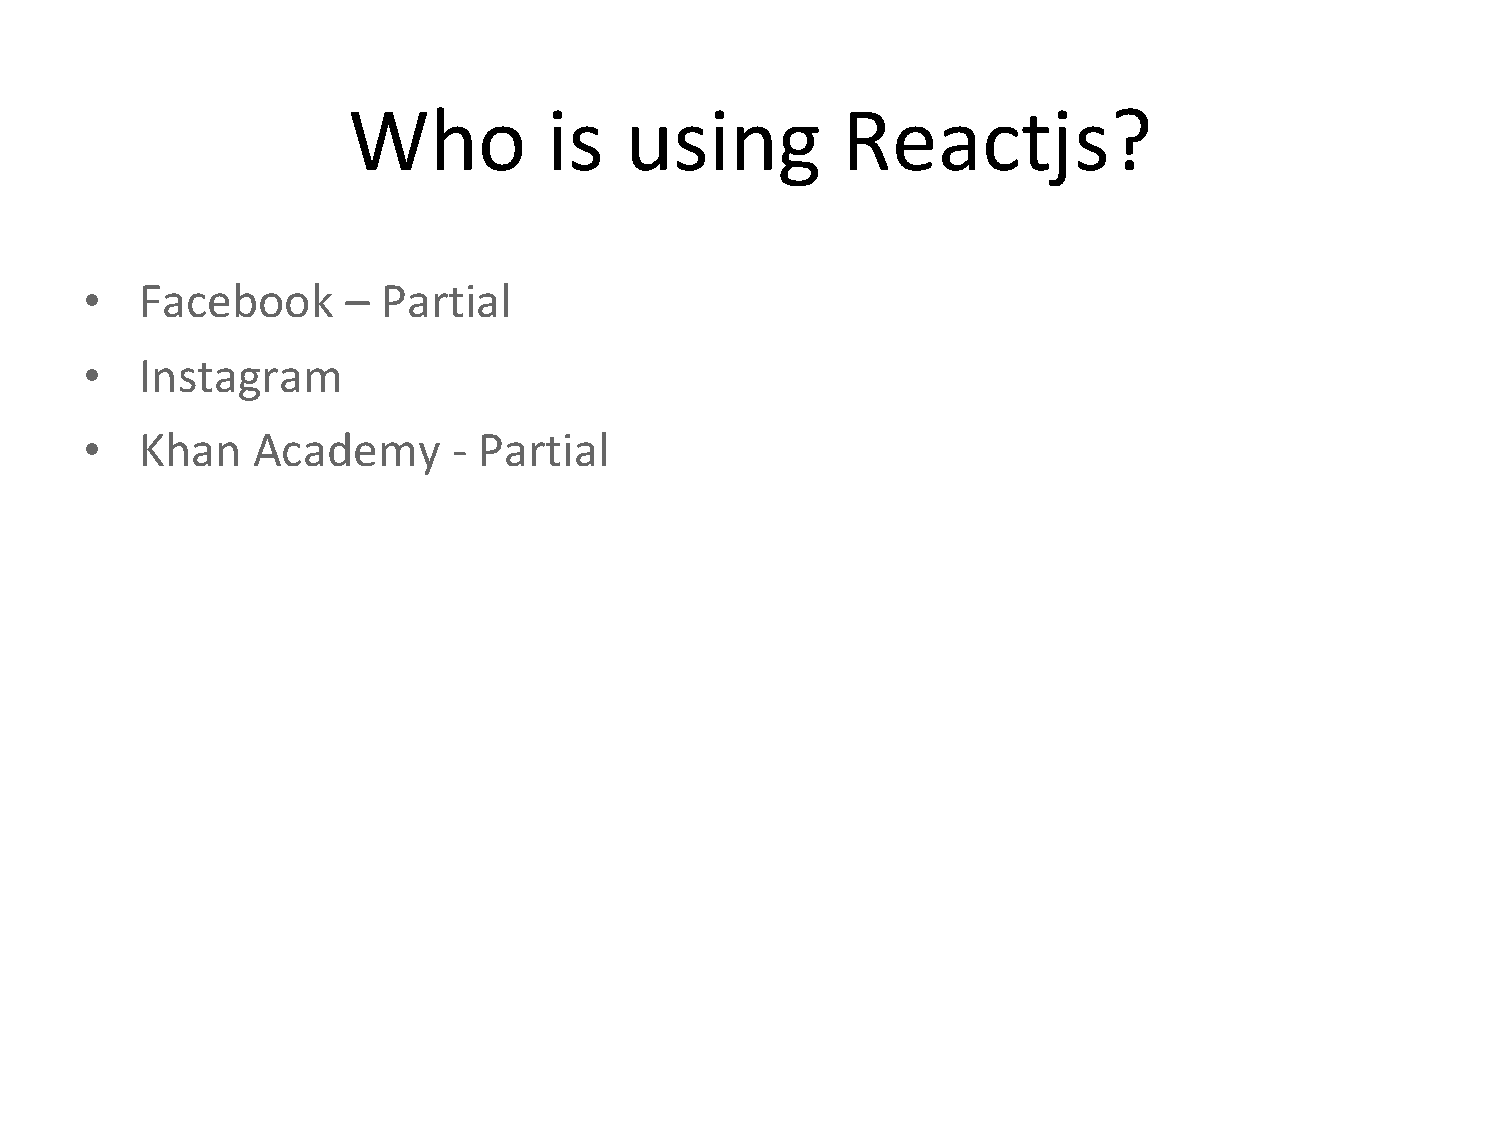 Who is using Reactjs?
• Facebook – Partial
• Instagram
• Khan Academy - Partial